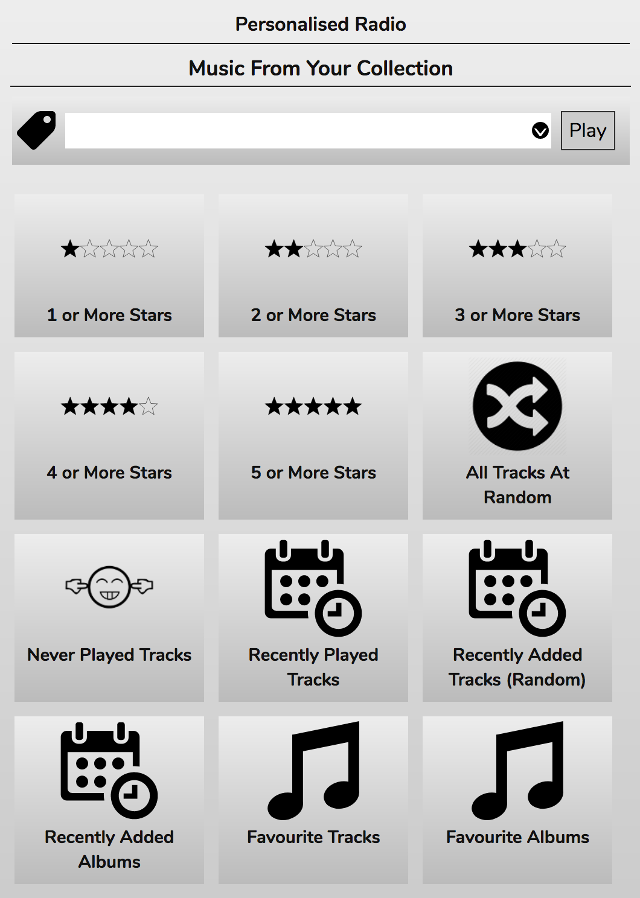 Personalised Radio
Music From Your Collection
Play
1 or More Stars
2 or More Stars
3 or More Stars
4 or More Stars
5 or More Stars
All Tracks At
Random
Never Played Tracks
Recently Played
Tracks
Recently Added
Tracks (Random)
Recently Added
Albums
Favourite Tracks
Favourite Albums